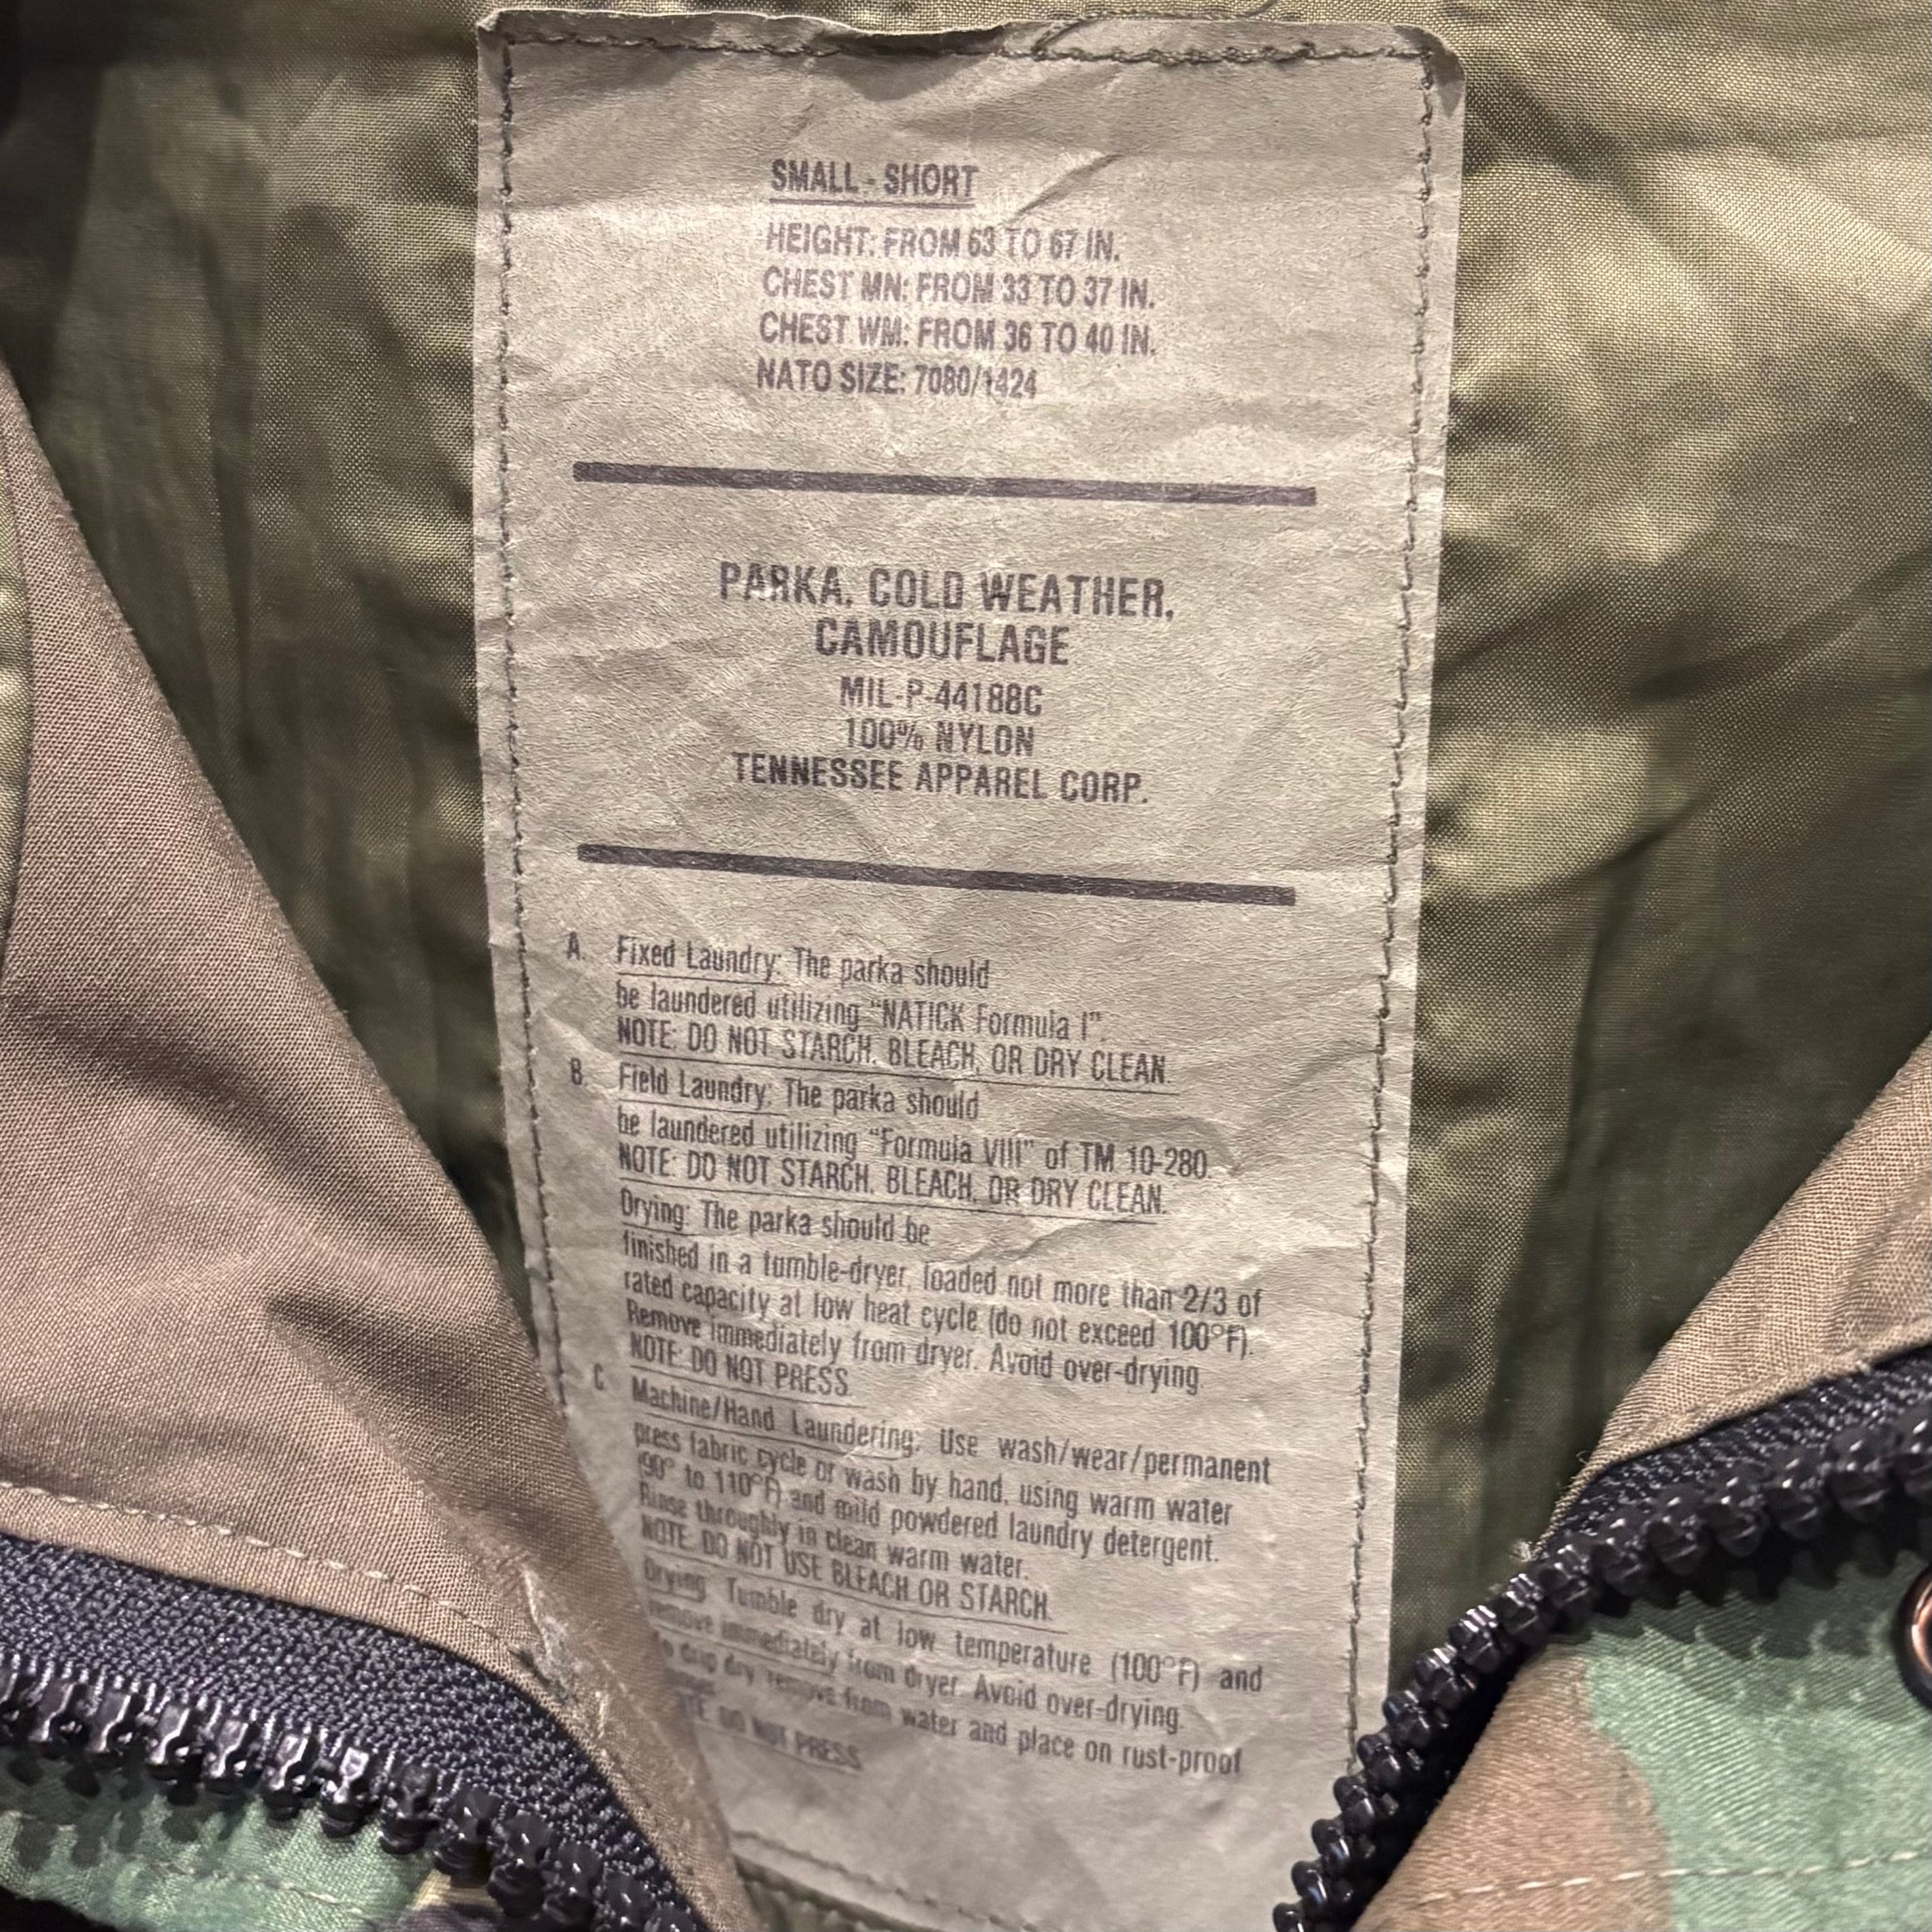 SMALL - SHORT
HEIGHT: FROM 63 TO 67 IN.
CHEST MN: FROM 33 TO 37 IN.
CHEST WM: FROM 36 TO 40 IN.
NATO SIZE: 7080/1424
PARKA, COLD WEATHER,
CAMOUFLAGE
MIL-P-44188C
100% NYLON
TENNESSEE APPAREL CORP.
A. Fixed Laundry: The parka should
be laundered utilizing "NATICK Formula I".
NOTE: DO NOT STARCH, BLEACH, OR DRY CLEAN.
B. Field Laundry: The parka should
be laundered utilizing "Formula VIII" of TM 10-280.
NOTE: DO NOT STARCH, BLEACH, OR DRY CLEAN.
Drying: The parka should be
finished in a tumble-dryer, loaded not more than 2/3 of
rated capacity at low heat cycle (do not exceed 100°F).
Remove immediately from dryer. Avoid over-drying.
NOTE: DO NOT PRESS.
C. Machine/Hand Laundering: Use wash/wear/permanent
press fabric cycle or wash by hand, using warm water
(90° to 110°F) and mild powdered laundry detergent.
Rinse throughly in clean warm water.
NOTE: DO NOT USE BLEACH OR STARCH.
Drying: Tumble dry at low temperature (100°F) and
remove immediately from dryer. Avoid over-drying.
To drip dry, remove from water and place on rust-proof
DO NOT PRESS